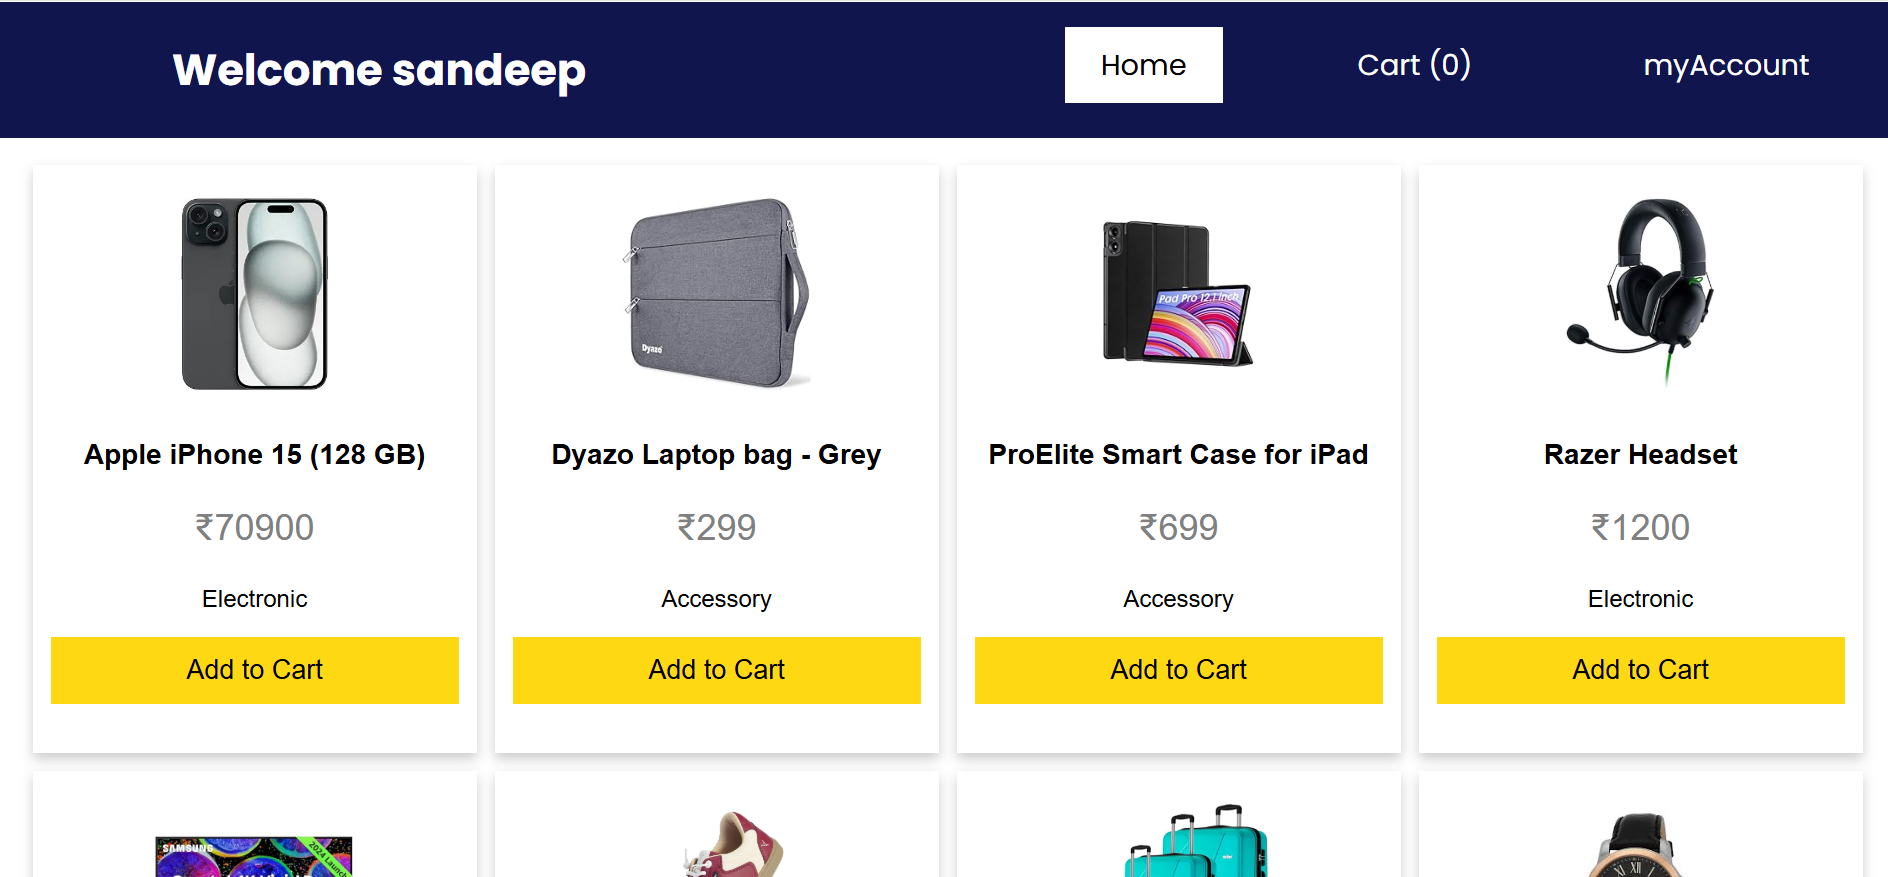 Welcome sandeep
Home
Cart (0)
myAccount
Dyazo
Pad Pro 12.1 inch
Apple iPhone 15 (128 GB)
Dyazo Laptop bag - Grey
ProElite Smart Case for iPad
Razer Headset
₹70900
₹299
₹699
₹1200
Electronic
Accessory
Accessory
Electronic
Add to Cart
Add to Cart
Add to Cart
Add to Cart
SAMSUNG
2024 Launch
XII